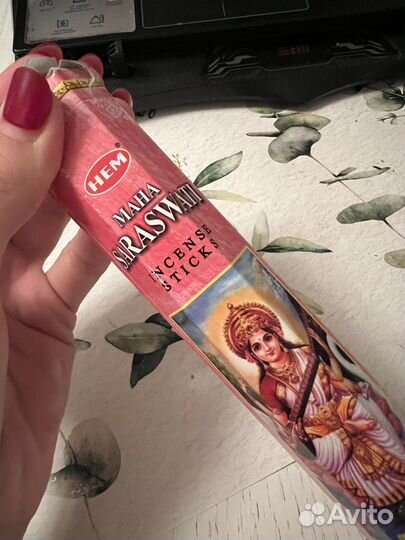 HEM
MAHA
SARASWATI
INCENSE
STICKS
Avito